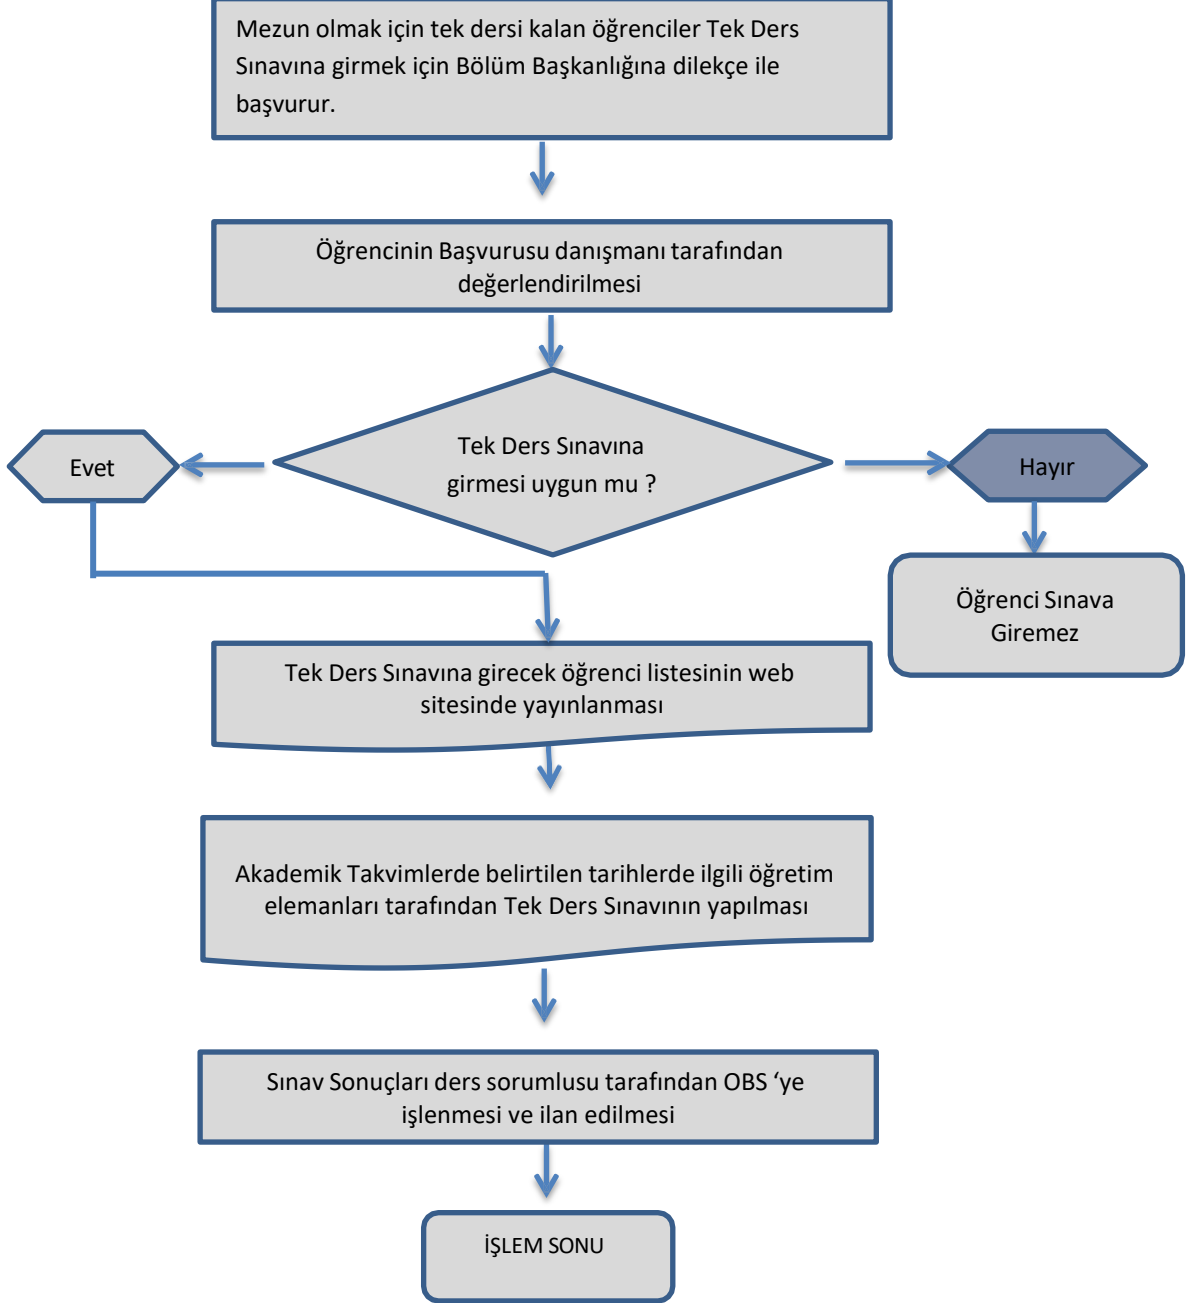 Mezun olmak için tek dersi kalan öğrenciler Tek Ders
Sınavına girmek için Bölüm Başkanlığına dilekçe ile
başvurur.
Öğrencinin Başvurusu danışmanı tarafından
değerlendirilmesi
Tek Ders Sınavına
girmesi uygun mu ?
Evet
Hayır
Öğrenci Sınava
Giremez
Tek Ders Sınavına girecek öğrenci listesinin web
sitesinde yayınlanması
Akademik Takvimlerde belirtilen tarihlerde ilgili öğretim
elemanları tarafından Tek Ders Sınavının yapılması
Sınav Sonuçları ders sorumlusu tarafından OBS ‘ye
işlenmesi ve ilan edilmesi
İŞLEM SONU